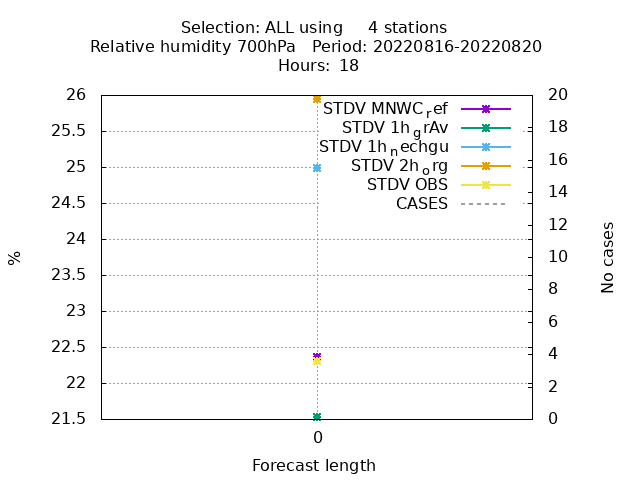 Selection: ALL using     4 stations
Relative humidity 700hPa   Period: 20220816-20220820
Hours: 18
26
25.5
25
24.5
24
23.5
23
22.5
22
21.5
%
STDV MNWC_ref
STDV 1h_grAv
STDV 1h_nechgu
STDV 2h_org
STDV OBS
CASES
20
18
16
14
12
10
8
6
4
2
0
No cases
0
Forecast length